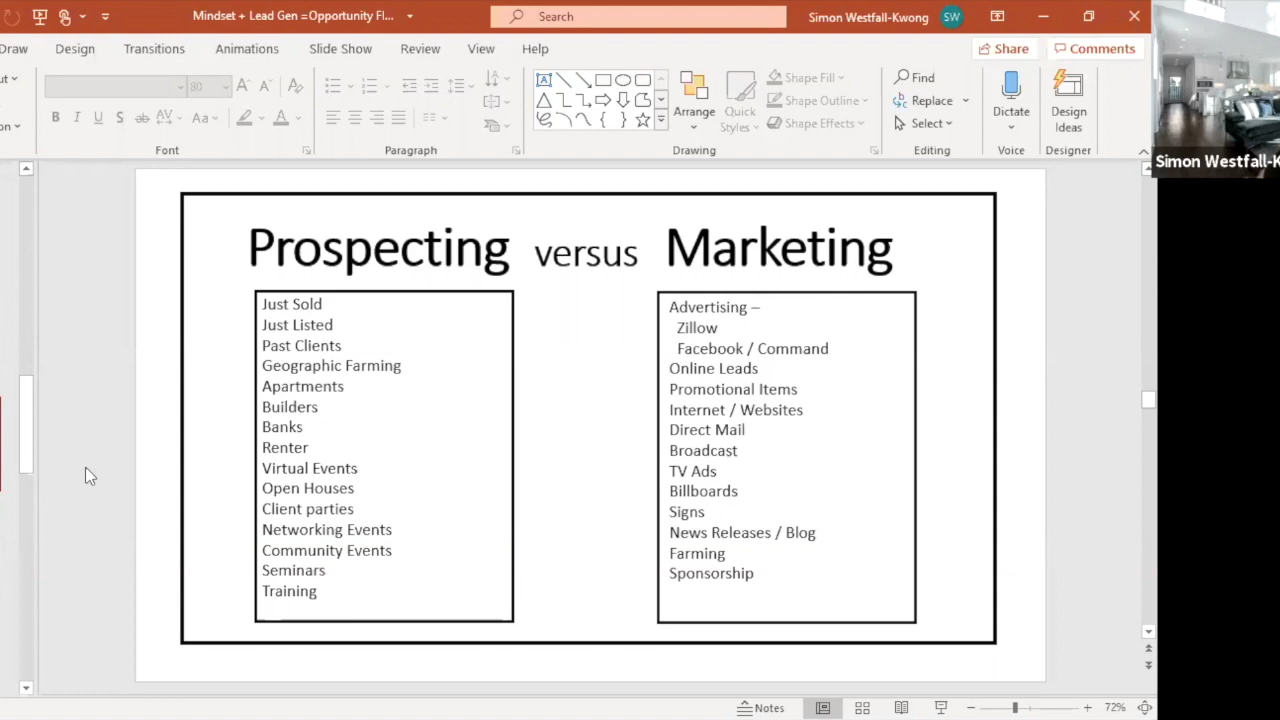 Mindset + Lead Gen =Opportunity Fl...
Search
Simon Westfall-Kwong
SW
Draw
Design
Transitions
Animations
Slide Show
Review
View
Help
Share
Comments
80
Shape Fill
Shape Outline
Shape Effects
Arrange
Quick
Styles
Find
Replace
Select
Dictate
Design
Ideas
Font
Paragraph
Drawing
Editing
Voice
Designer
Simon Westfall-K
Prospecting versus Marketing
Just Sold
Just Listed
Past Clients
Geographic Farming
Apartments
Builders
Banks
Renter
Virtual Events
Open Houses
Client parties
Networking Events
Community Events
Seminars
Training
Advertising –
Zillow
Facebook / Command
Online Leads
Promotional Items
Internet / Websites
Direct Mail
Broadcast
TV Ads
Billboards
Signs
News Releases / Blog
Farming
Sponsorship
Notes
72%